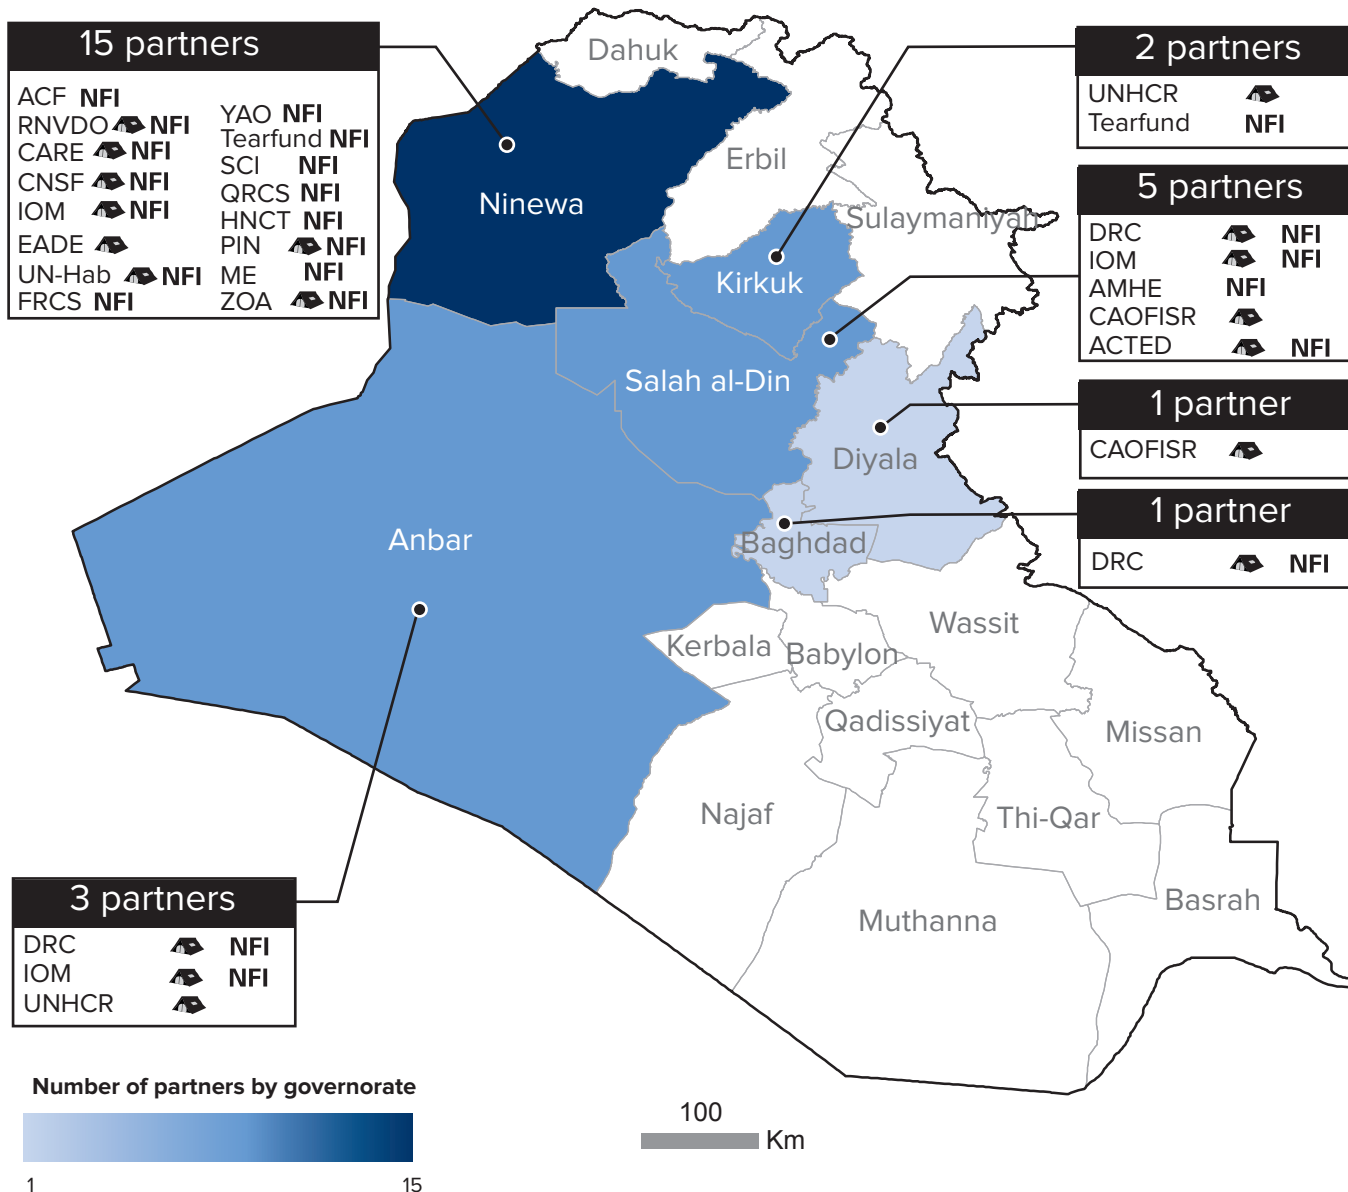 15 partners
ACF NFI
RNVDO NFI
CARE NFI
CNSF NFI
IOM NFI
EADE
UN-Hab NFI
FRCS NFI
YAO NFI
Tearfund NFI
SCI NFI
QRCS NFI
HNCT NFI
PIN NFI
ME NFI
ZOA NFI
2 partners
UNHCR
Tearfund NFI
5 partners
DRC NFI
IOM NFI
AMHE NFI
CAOFISR
ACTED NFI
1 partner
CAOFISR
1 partner
DRC NFI
3 partners
DRC NFI
IOM NFI
UNHCR
Dahuk
Ninewa
Erbil
Sulaymaniyah
Kirkuk
Salah al-Din
Diyala
Anbar
Baghdad
Wassit
Kerbala
Babylon
Qadissiyat
Missan
Najaf
Thi-Qar
Muthanna
Basrah
Number of partners by governorate
1 15
100
Km